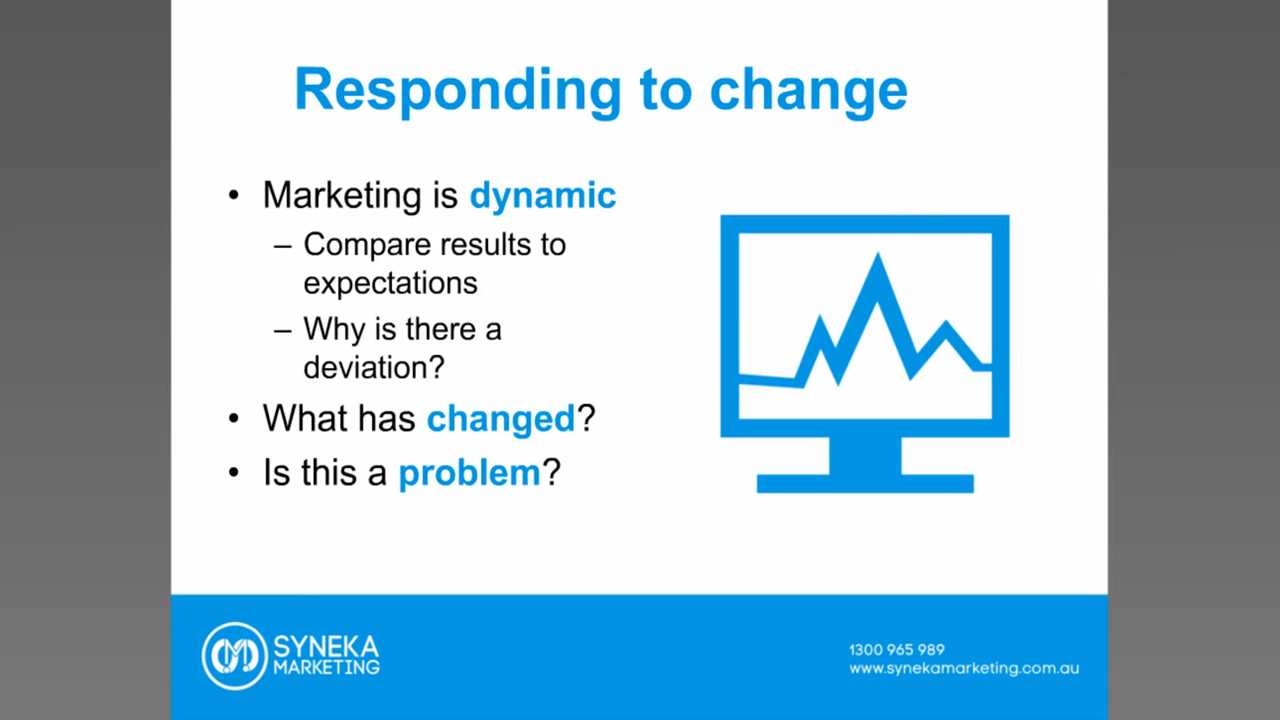 Responding to change
• Marketing is dynamic
– Compare results to
expectations
– Why is there a
deviation?
• What has changed?
• Is this a problem?
SYNEKA
MARKETING
1300 965 989
www.synekamarketing.com.au